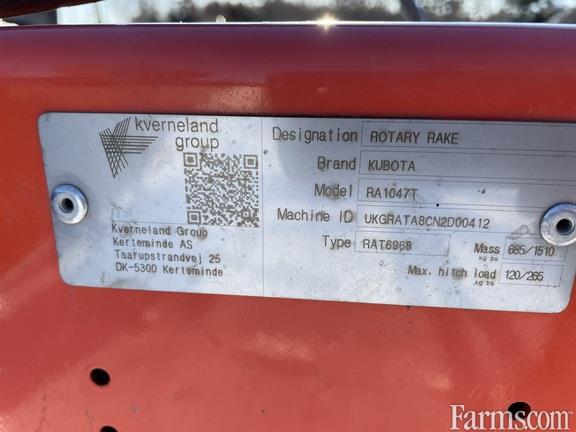 kverneland
group
Kverneland Group
Kerteminde AS
Taarupstrandvej 25
DK-5300 Kerteminde
Designation ROTARY RAKE
Brand KUBOTA
Model RA1047T
Machine ID UKGRATA8CN2D00412
Type RAT6968 Mass kg lbs 685/1510
Max. hitch load kg lbs 120/265
Farms.com